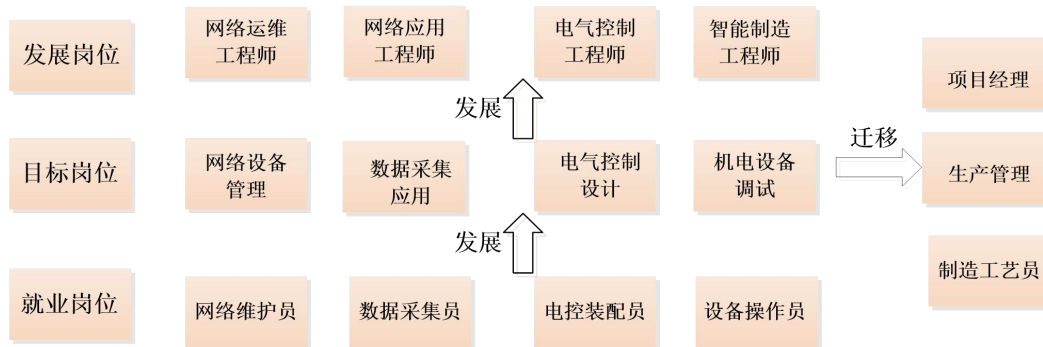 发展岗位
网络运维
工程师
网络应用
工程师
电气控制
工程师
智能制造
工程师
项目经理
发展
目标岗位
网络设备
管理
数据采集
应用
电气控制
设计
机电设备
调试
迁移
生产管理
发展
就业岗位
网络维护员
数据采集员
电控装配员
设备操作员
制造工艺员